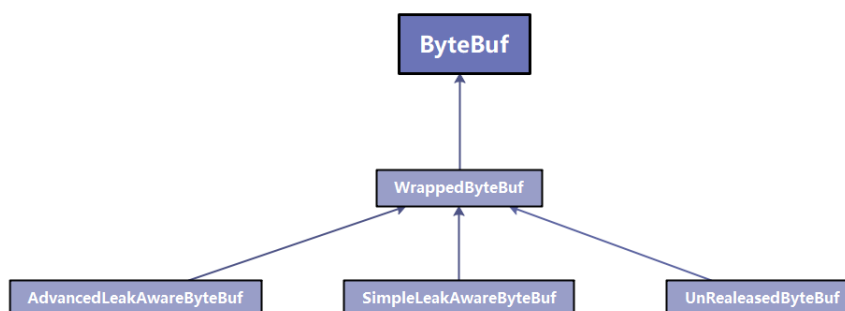 ByteBuf
WrappedByteBuf
AdvancedLeakAwareByteBuf
SimpleLeakAwareByteBuf
UnRealeasedByteBuf